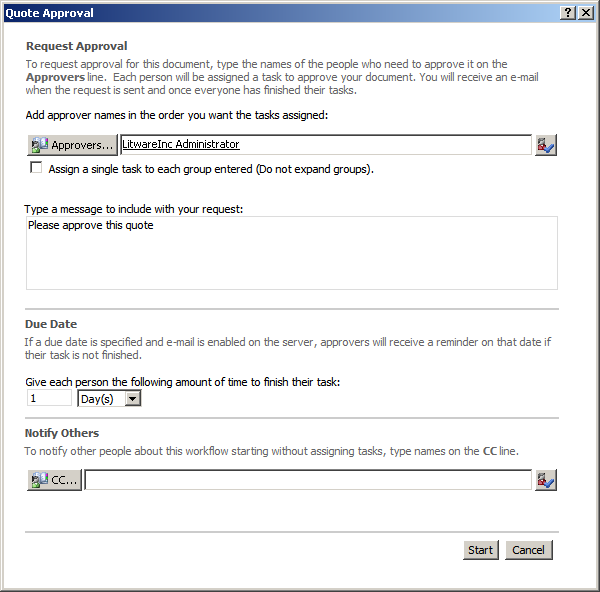 Quote Approval
Request Approval
To request approval for this document, type the names of the people who need to approve it on the
Approvers line. Each person will be assigned a task to approve your document. You will receive an e-mail
when the request is sent and once everyone has finished their tasks.
Add approver names in the order you want the tasks assigned:
Approvers... LitwareInc Administrator
Assign a single task to each group entered (Do not expand groups).
Type a message to include with your request:
Please approve this quote
Due Date
If a due date is specified and e-mail is enabled on the server, approvers will receive a reminder on that date if
their task is not finished.
Give each person the following amount of time to finish their task:
1 Day(s)
Notify Others
To notify other people about this workflow starting without assigning tasks, type names on the CC line.
CC...
Start Cancel